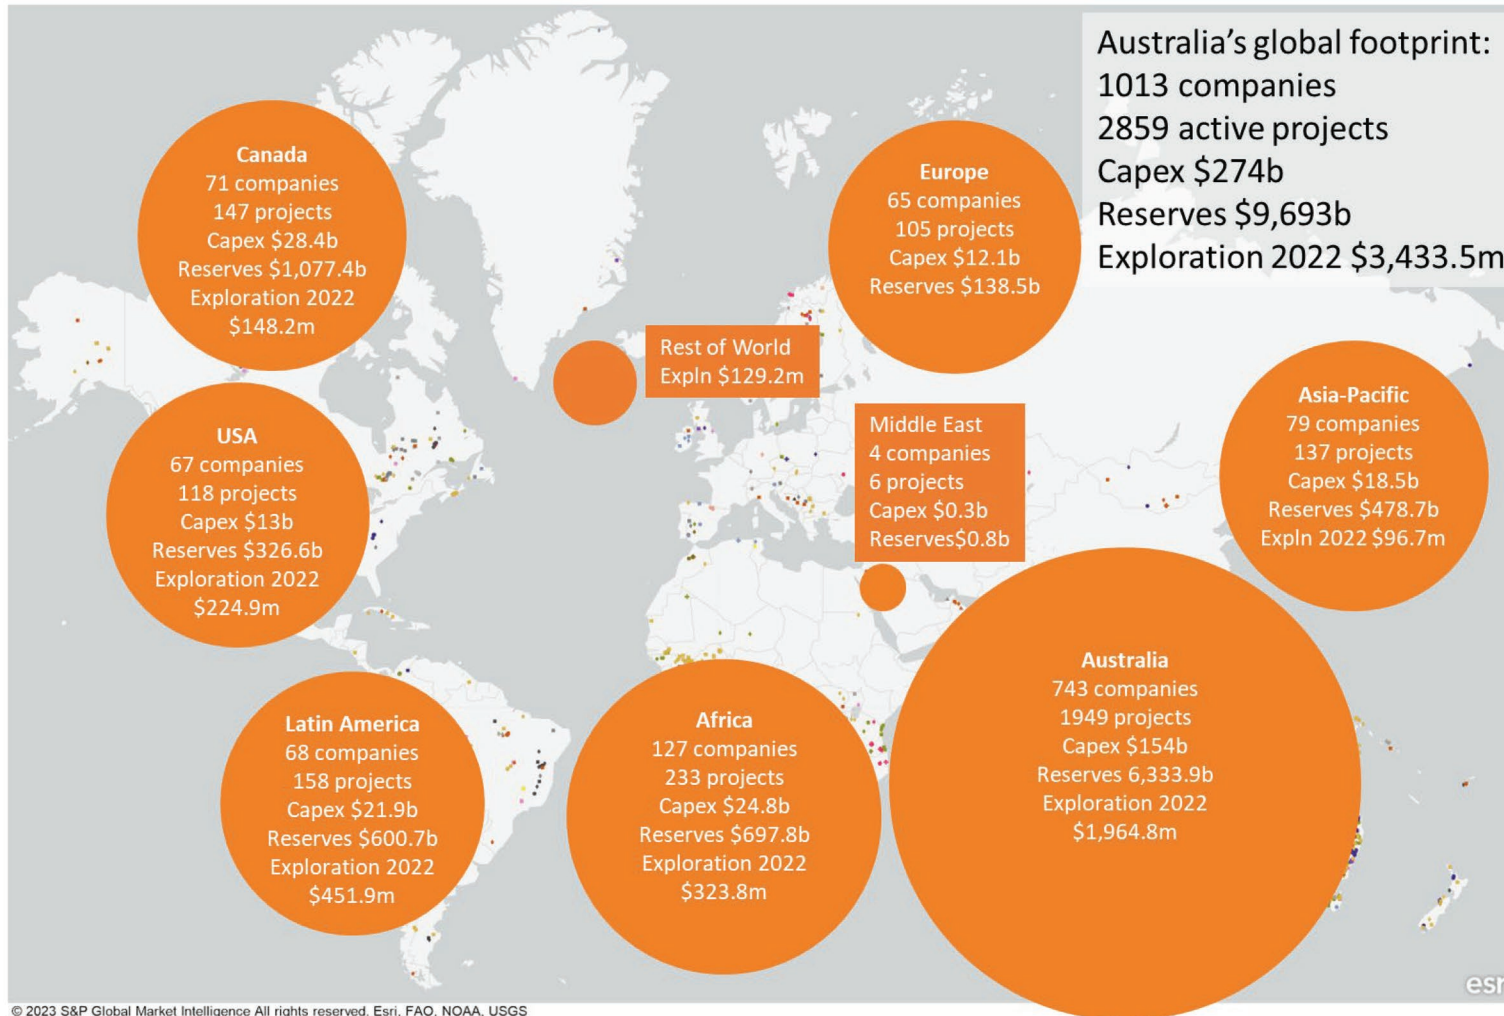 Australia's global footprint:
1013 companies
2859 active projects
Capex $274b
Reserves $9,693b
Exploration 2022 $3,433.5m
Canada
71 companies
147 projects
Capex $28.4b
Reserves $1,077.4b
Exploration 2022
$148.2m
Europe
65 companies
105 projects
Capex $12.1b
Reserves $138.5b
Rest of World
Expln $129.2m
USA
67 companies
118 projects
Capex $13b
Reserves $326.6b
Exploration 2022
$224.9m
Middle East
4 companies
6 projects
Capex $0.3b
Reserves$0.8b
Asia-Pacific
79 companies
137 projects
Capex $18.5b
Reserves $478.7b
Expln 2022 $96.7m
Latin America
68 companies
158 projects
Capex $21.9b
Reserves $600.7b
Exploration 2022
$451.9m
Africa
127 companies
233 projects
Capex $24.8b
Reserves $697.8b
Exploration 2022
$323.8m
Australia
743 companies
1949 projects
Capex $154b
Reserves 6,333.9b
Exploration 2022
$1,964.8m
esri
© 2023 S&P Global Market Intelligence All rights reserved. Esri, FAO, NOAA, USGS